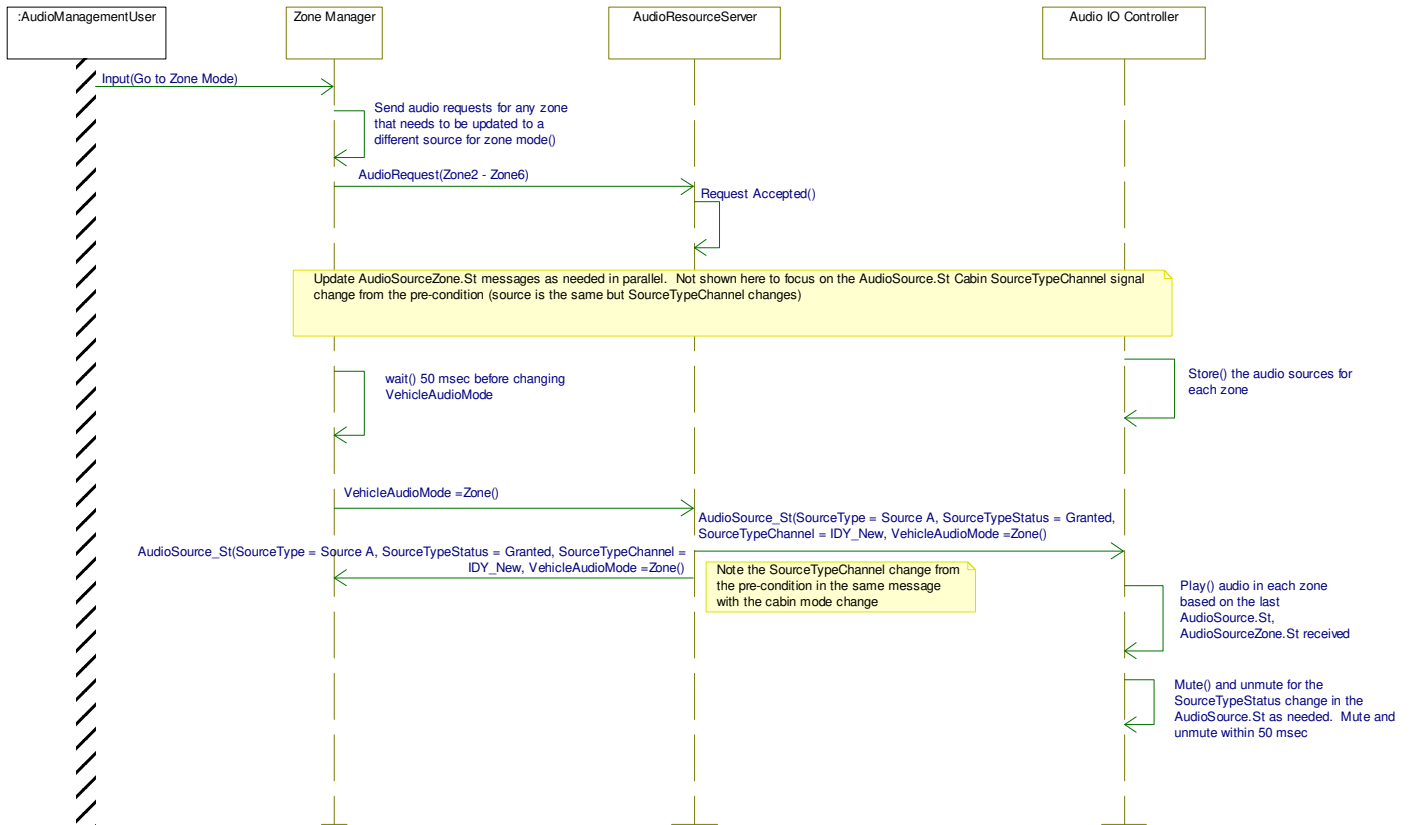 :AudioManagementUser
Zone Manager
AudioResourceServer
Audio IO Controller
Input(Go to Zone Mode)
Send audio requests for any zone
that needs to be updated to a
different source for zone mode()
AudioRequest(Zone2 - Zone6)
Request Accepted()
Update AudioSourceZone.St messages as needed in parallel.  Not shown here to focus on the AudioSource.St Cabin SourceTypeChannel signal
change from the pre-condition (source is the same but SourceTypeChannel changes)
wait() 50 msec before changing
VehicleAudioMode
Store() the audio sources for
each zone
VehicleAudioMode =Zone()
AudioSource_St(SourceType = Source A, SourceTypeStatus = Granted,
SourceTypeChannel = IDY_New, VehicleAudioMode =Zone()
AudioSource_St(SourceType = Source A, SourceTypeStatus = Granted, SourceTypeChannel =
IDY_New, VehicleAudioMode =Zone()
Note the SourceTypeChannel change from
the pre-condition in the same message
with the cabin mode change
Play() audio in each zone
based on the last
AudioSource.St,
AudioSourceZone.St received
Mute() and unmute for the
SourceTypeStatus change in the
AudioSource.St as needed.  Mute and
unmute within 50 msec